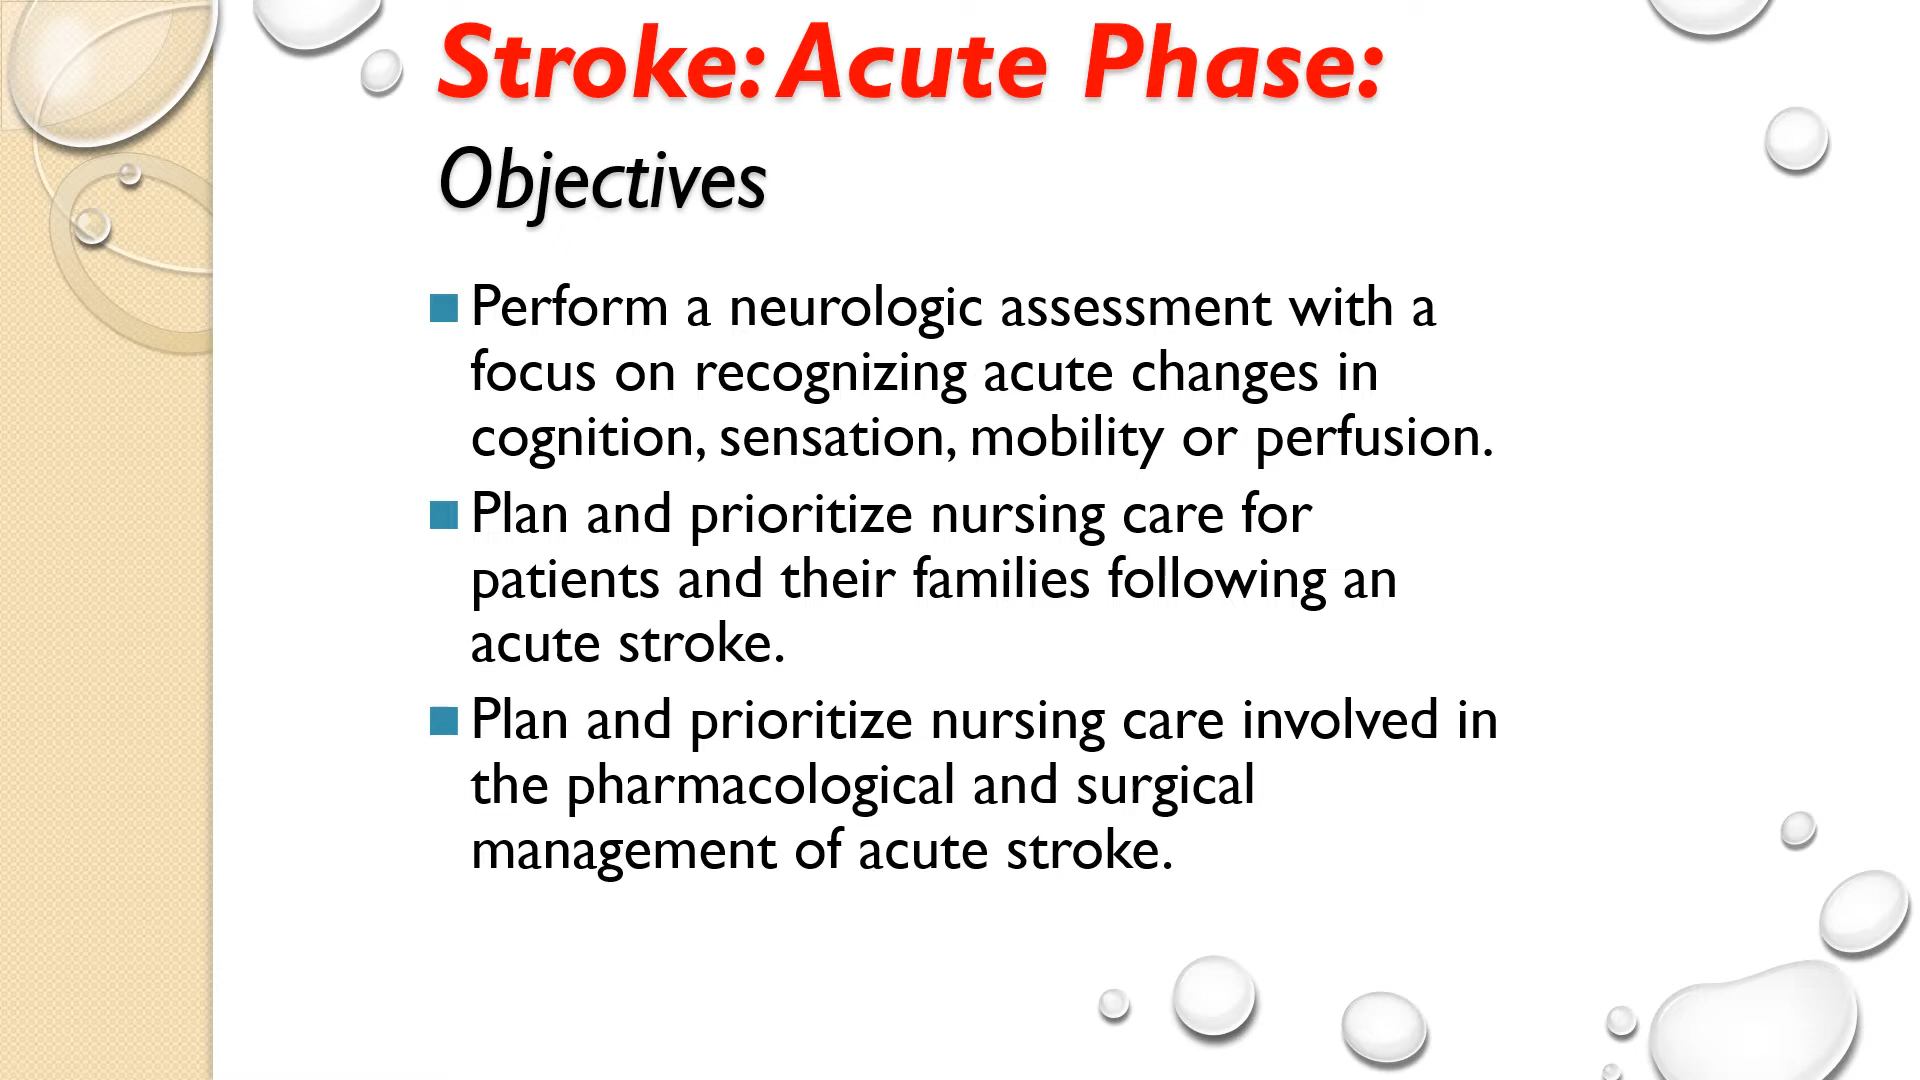 Stroke: Acute Phase:
Objectives
Perform a neurologic assessment with a
focus on recognizing acute changes in
cognition, sensation, mobility or perfusion.
Plan and prioritize nursing care for
patients and their families following an
acute stroke.
Plan and prioritize nursing care involved in
the pharmacological and surgical
management of acute stroke.